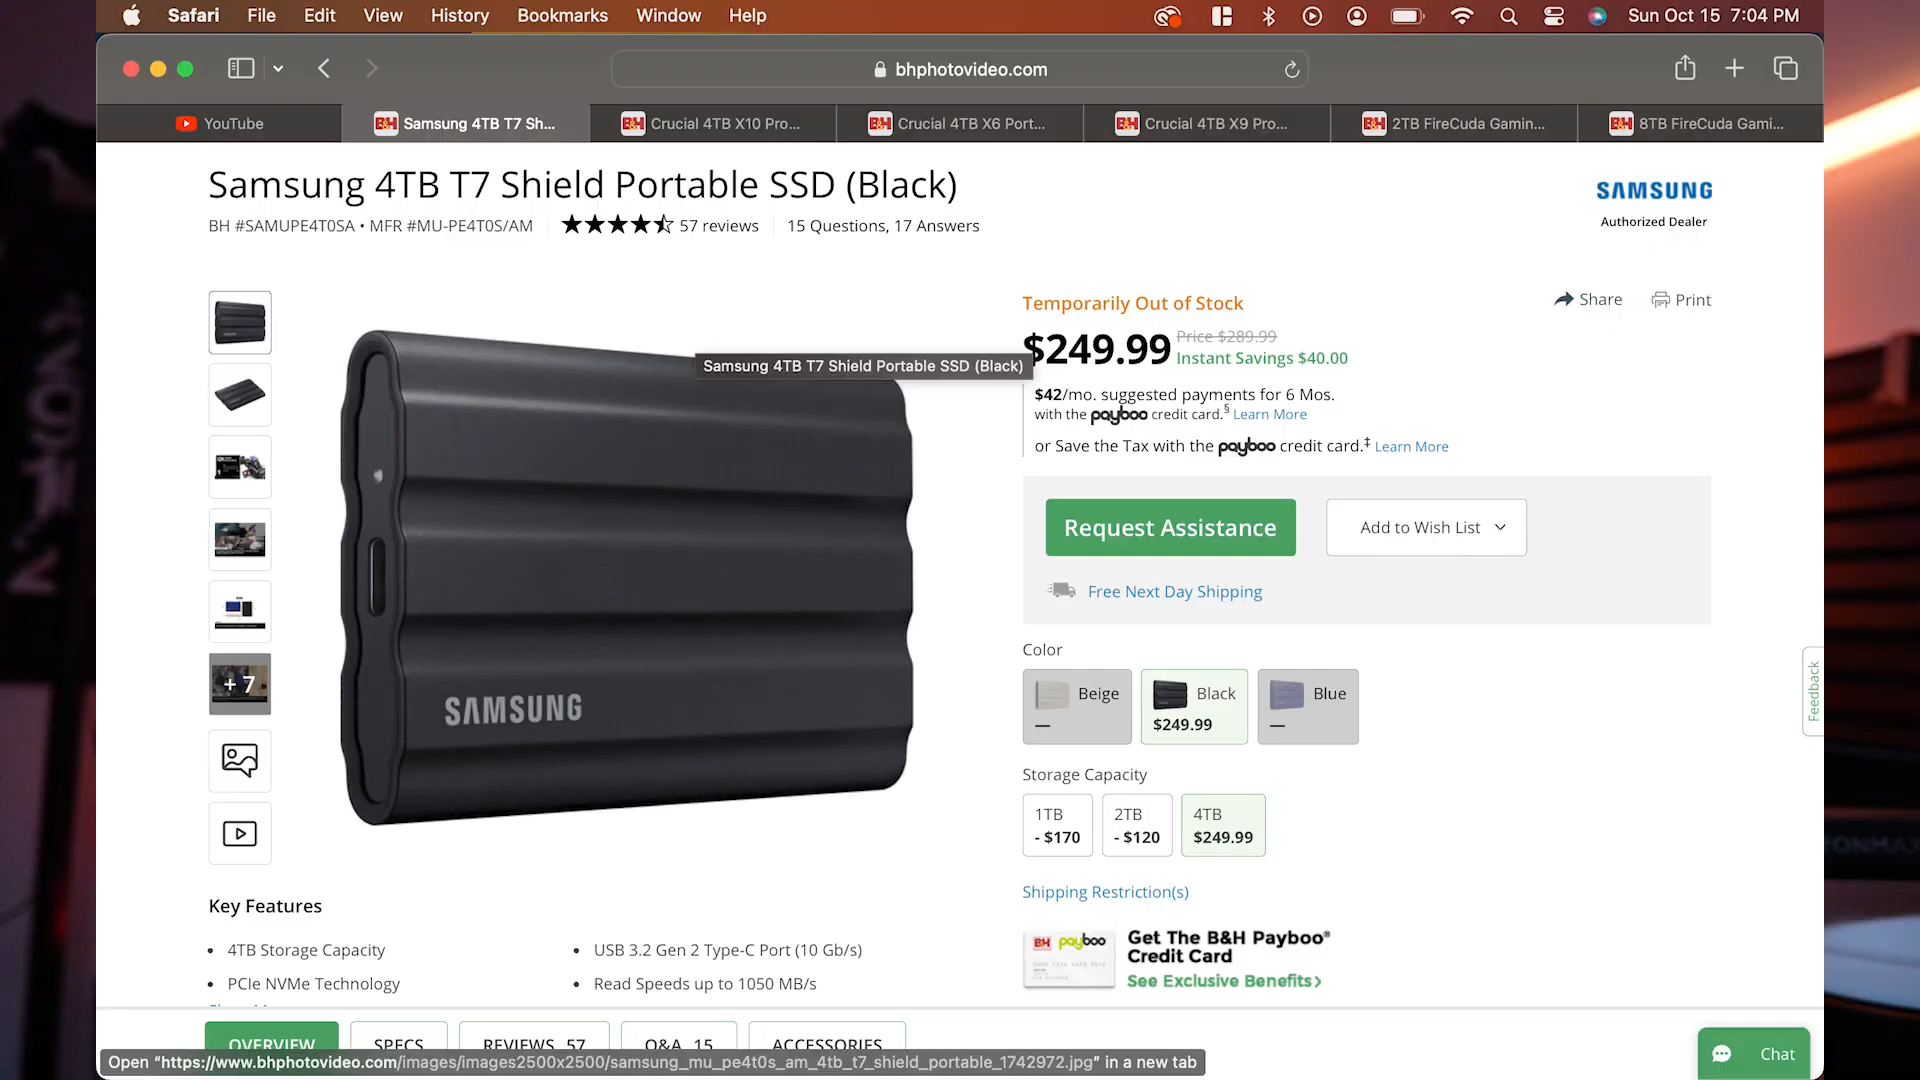 Safari File Edit View History Bookmarks Window Help Sun Oct 15 7:04 PM
bhphotovideo.com
YouTube
B&H Samsung 4TB T7 Sh...
B&H Crucial 4TB X10 Pro...
B&H Crucial 4TB X6 Port...
B&H Crucial 4TB X9 Pro...
B&H 2TB FireCuda Gamin...
B&H 8TB FireCuda Gami...
Samsung 4TB T7 Shield Portable SSD (Black)
BH #SAMUPE4T0SA • MFR #MU-PE4T0S/AM 57 reviews 15 Questions, 17 Answers
SAMSUNG
Authorized Dealer
Temporarily Out of Stock
Share
Print
$249.99 Price $289.99
Instant Savings $40.00
Samsung 4TB T7 Shield Portable SSD (Black)
$42/mo. suggested payments for 6 Mos.
with the payboo credit card.§ Learn More
or Save the Tax with the payboo credit card.‡ Learn More
Request Assistance
Add to Wish List
Free Next Day Shipping
Color
Beige
—
Black
$249.99
Blue
—
Storage Capacity
1TB
- $170
2TB
- $120
4TB
$249.99
Shipping Restriction(s)
BH payboo
Get The B&H Payboo®
Credit Card
See Exclusive Benefits>
+ 7
SAMSUNG
Key Features
• 4TB Storage Capacity
• PCIe NVMe Technology
• USB 3.2 Gen 2 Type-C Port (10 Gb/s)
• Read Speeds up to 1050 MB/s
OVERVIEW
SPECS
REVIEWS 57
Q&A 15
ACCESSORIES
Open “https://www.bhphotovideo.com/images/images2500x2500/samsung_mu_pe4t0s_am_4tb_t7_shield_portable_1742972.jpg” in a new tab
Feedback
Chat